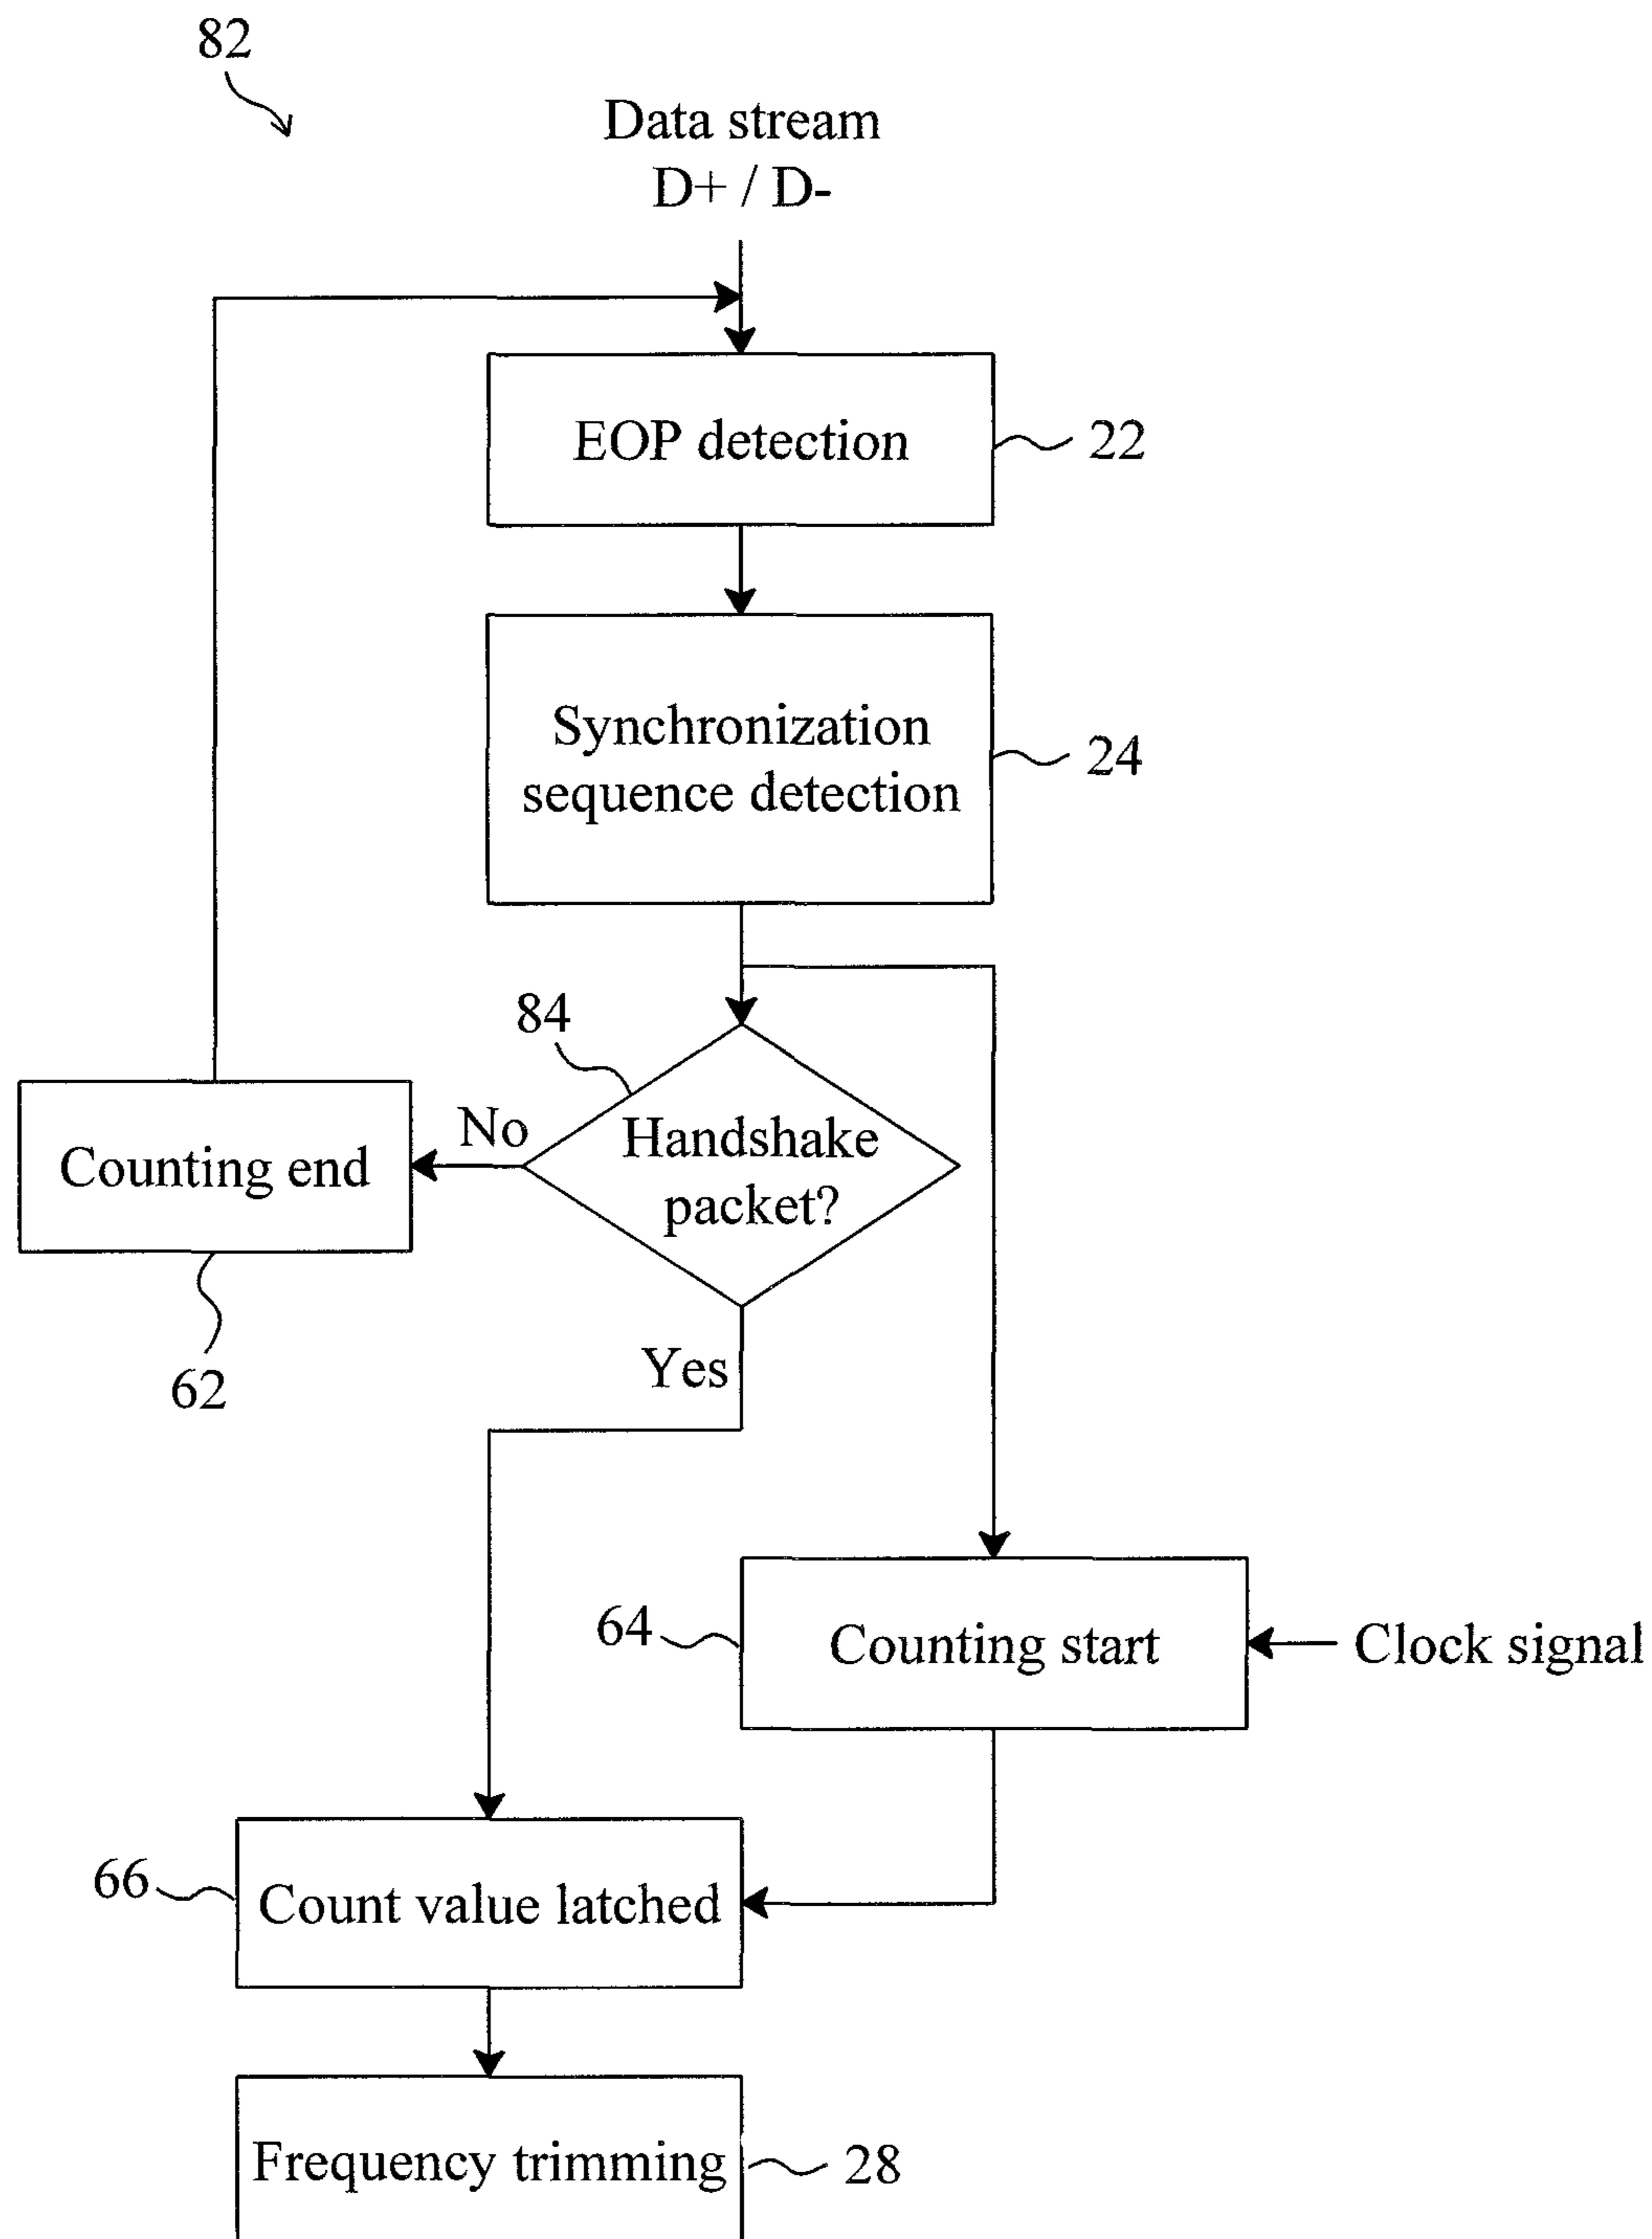 82
Data stream
D+ / D-
EOP detection
22
Synchronization
sequence detection
24
84
Handshake
packet?
No
Counting end
62
Yes
64
Counting start
Clock signal
66
Count value latched
Frequency trimming
28